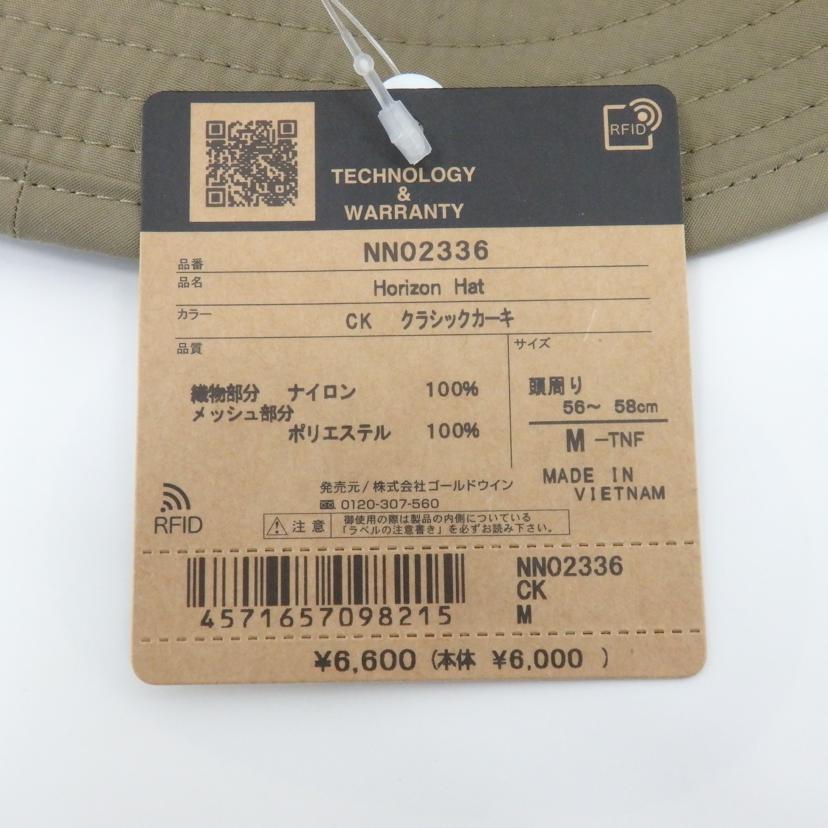 RFID
TECHNOLOGY
&
WARRANTY
品番 NN02336
品名 Horizon Hat
カラー CK クラシックカーキ
品質
織物部分 ナイロン 100%
メッシュ部分
ポリエステル 100%
サイズ
頭周り
56〜 58cm
M -TNF
MADE IN
VIETNAM
発売元/株式会社ゴールドウイン
0120-307-560
RFID
注意 御使用の際は製品の内側についている
「ラベルの注意書き」を必ずお読み下さい。
4571657098215
NN02336
CK
M
¥6,600 (本体 ¥6,000 )